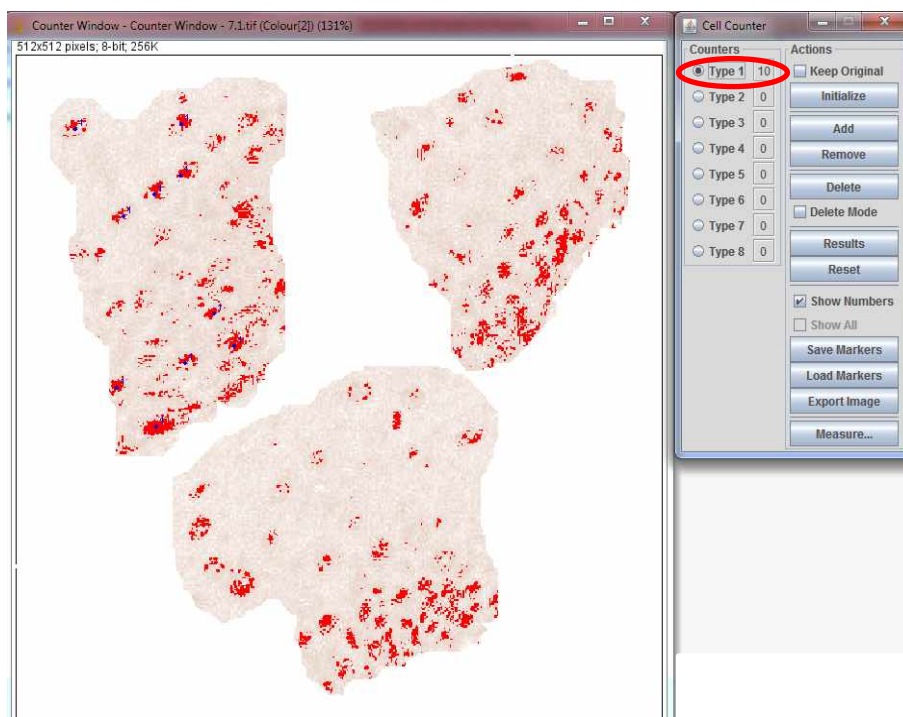 Counter Window - Counter Window - 7.1.tif (Colour[2]) (131%)
512x512 pixels; 8-bit; 256K
Cell Counter
Counters
Type 1 10
Type 2 0
Type 3 0
Type 4 0
Type 5 0
Type 6 0
Type 7 0
Type 8 0
Actions
Keep Original
Initialize
Add
Remove
Delete
Delete Mode
Results
Reset
Show Numbers
Show All
Save Markers
Load Markers
Export Image
Measure...